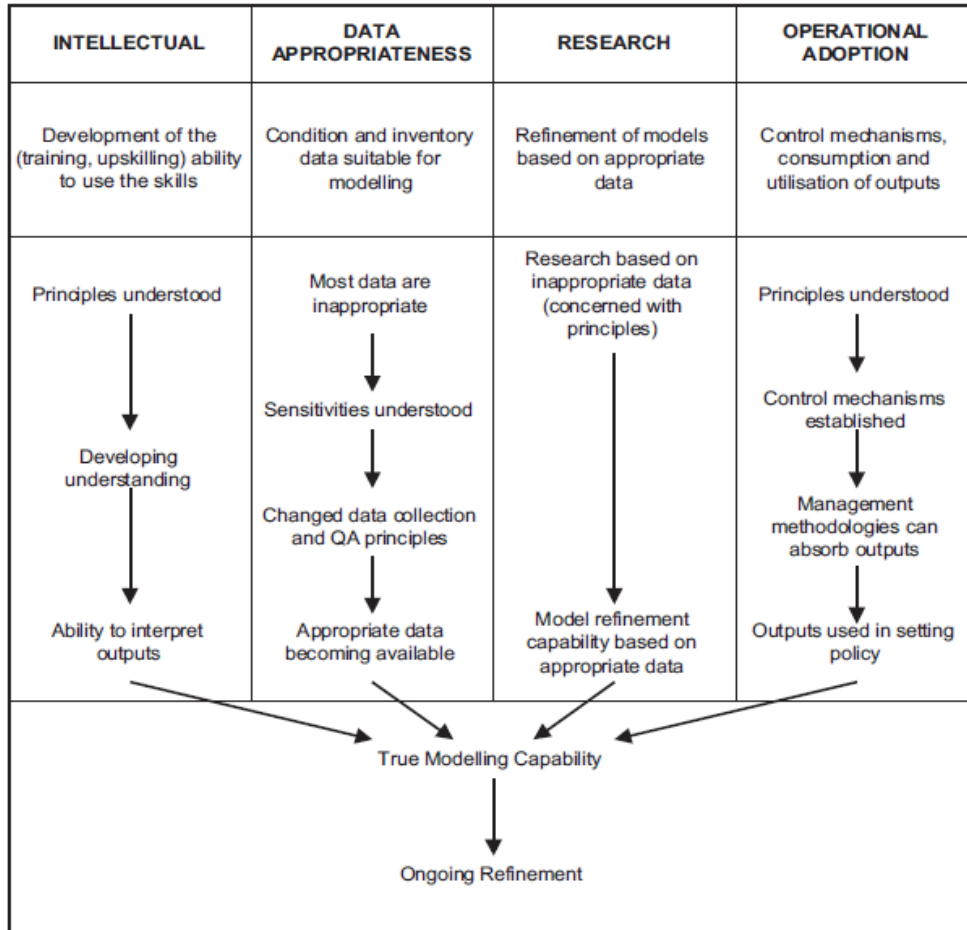 INTELLECTUAL
DATA
APPROPRIATENESS
RESEARCH
OPERATIONAL
ADOPTION
Development of the
(training, upskilling) ability
to use the skills
Condition and inventory
data suitable for
modelling
Refinement of models
based on appropriate
data
Control mechanisms,
consumption and
utilisation of outputs
Principles understood
Developing
understanding
Ability to interpret
outputs
Most data are
inappropriate
Sensitivities understood
Changed data collection
and QA principles
Appropriate data
becoming available
Research based on
inappropriate data
(concerned with
principles)
Model refinement
capability based on
appropriate data
Principles understood
Control mechanisms
established
Management
methodologies can
absorb outputs
Outputs used in setting
policy
True Modelling Capability
Ongoing Refinement